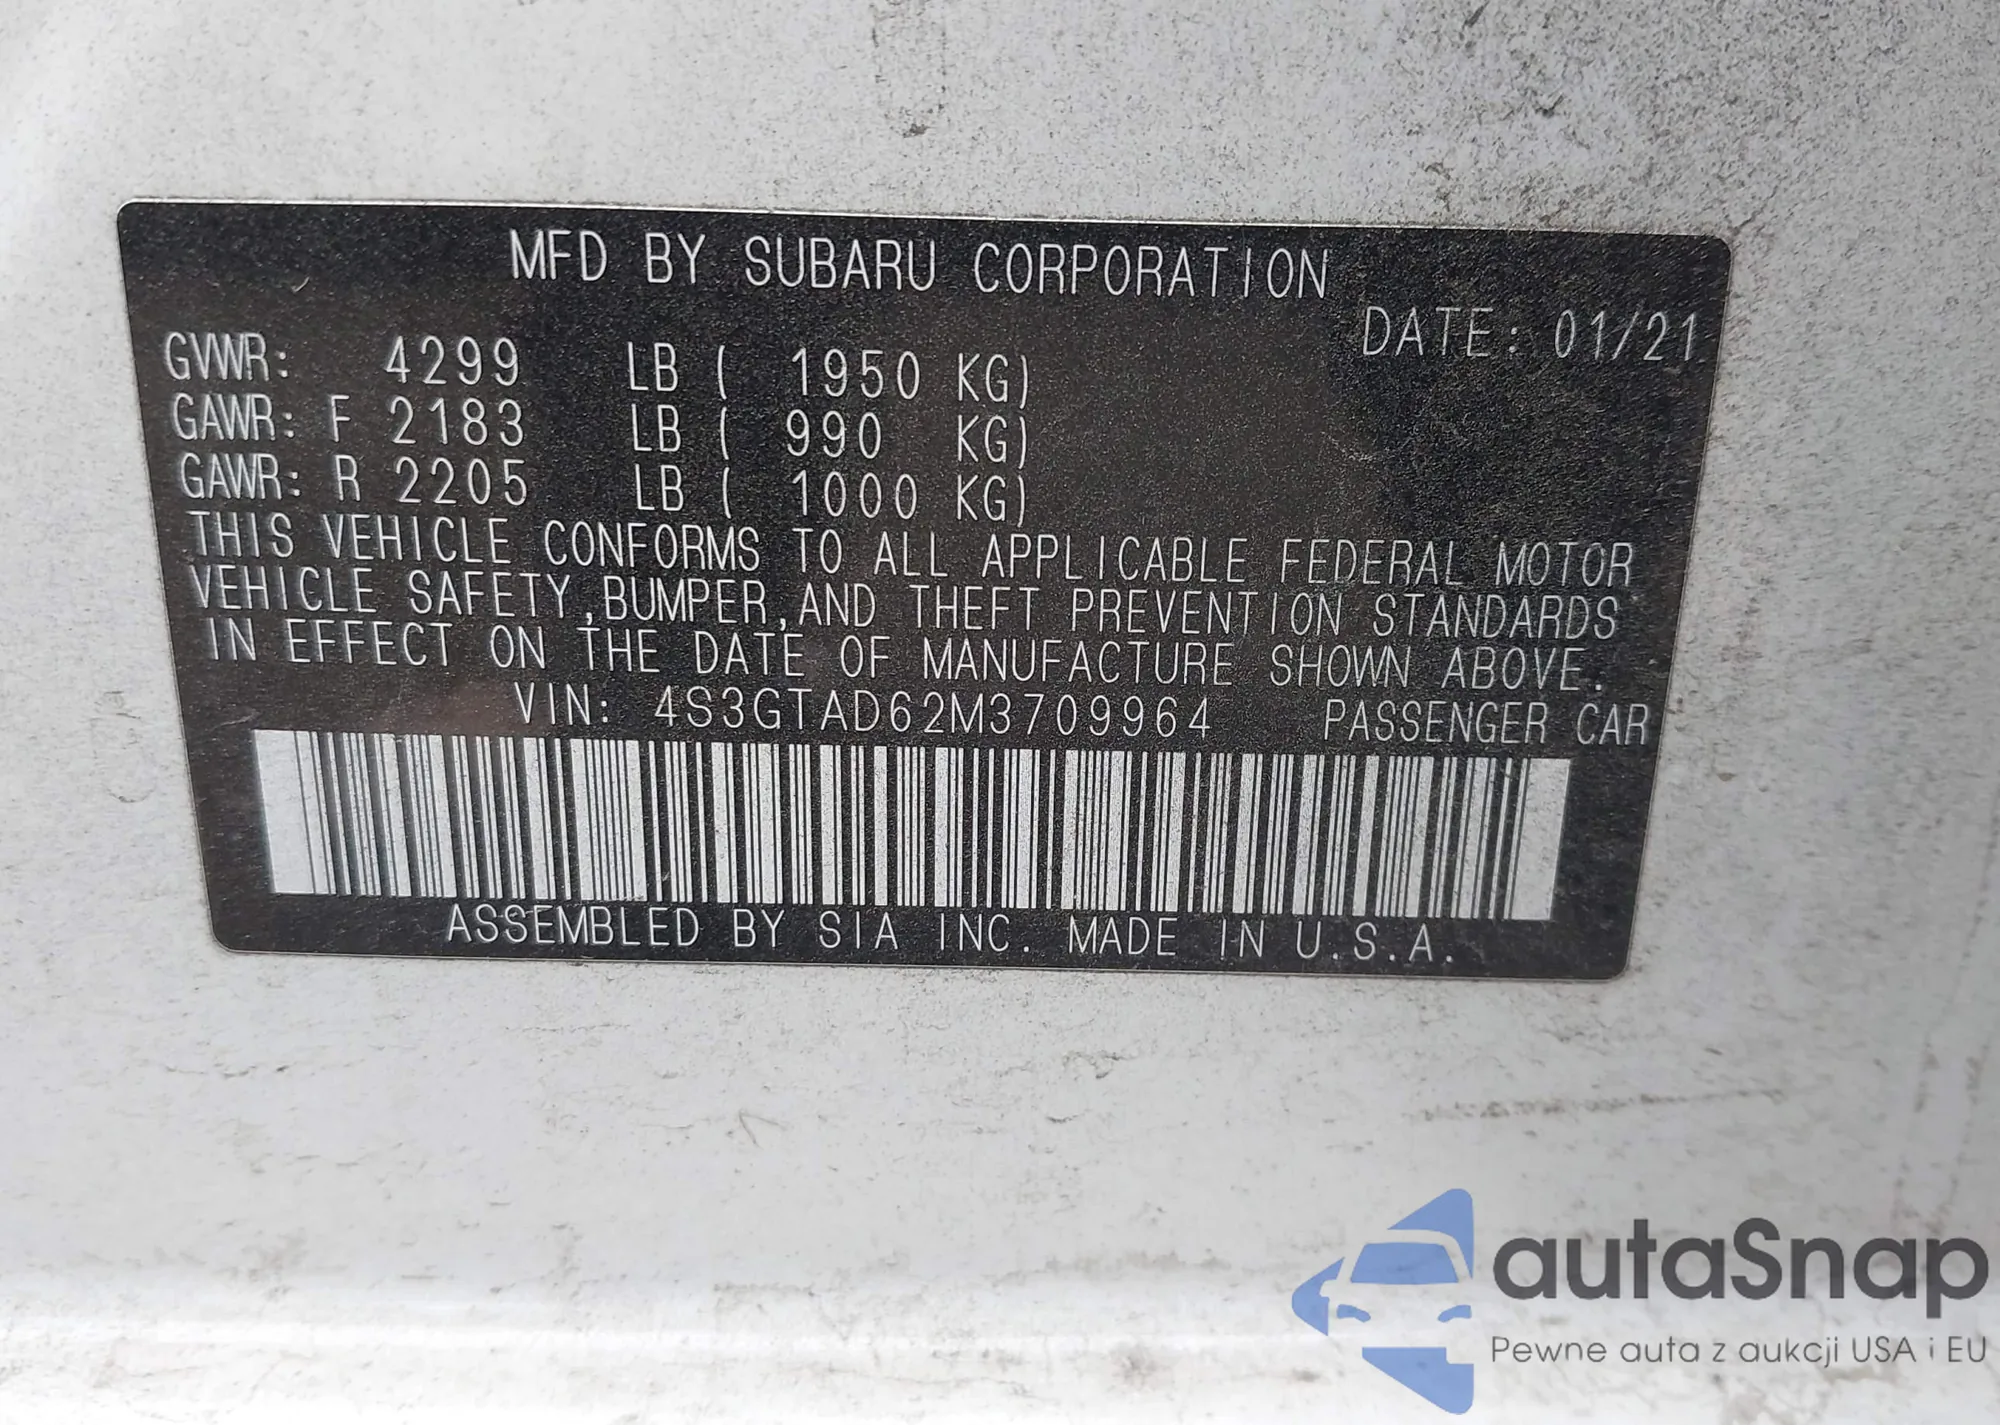 MFD BY SUBARU CORPORATION
DATE: 01/21
GVWR: 4299 LB ( 1950 KG)
GAWR: F 2183 LB ( 990 KG)
GAWR: R 2205 LB ( 1000 KG)
THIS VEHICLE CONFORMS TO ALL APPLICABLE FEDERAL MOTOR
VEHICLE SAFETY,BUMPER,AND THEFT PREVENTION STANDARDS
IN EFFECT ON THE DATE OF MANUFACTURE SHOWN ABOVE.
VIN: 4S3GTAD62M3709964 PASSENGER CAR
ASSEMBLED BY SIA INC. MADE IN U.S.A.
autaSnap
Pewne auta z aukcji USA i EU